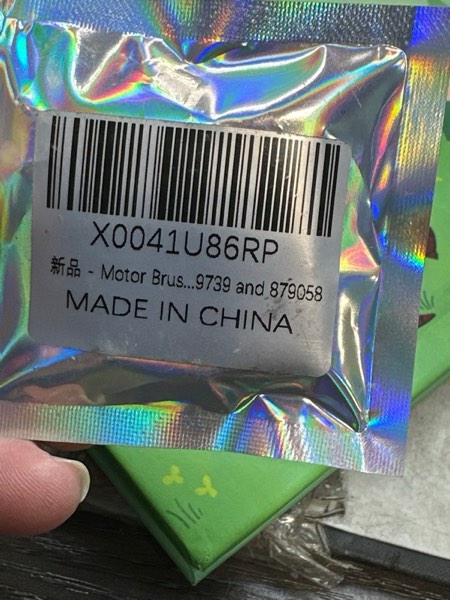 X0041U86RP
新品 - Motor Brus...9739 and 879058
MADE IN CHINA